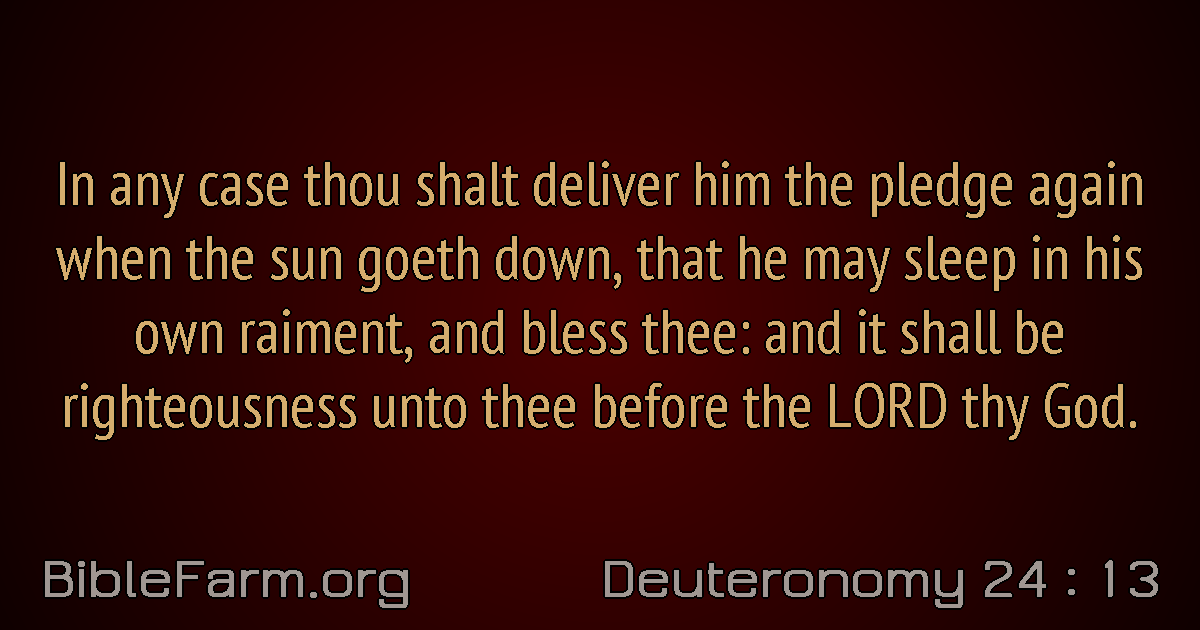 In any case thou shalt deliver him the pledge again
when the sun goeth down, that he may sleep in his
own raiment, and bless thee: and it shall be
righteousness unto thee before the LORD thy God.
BibleFarm.org
Deuteronomy 24 : 13